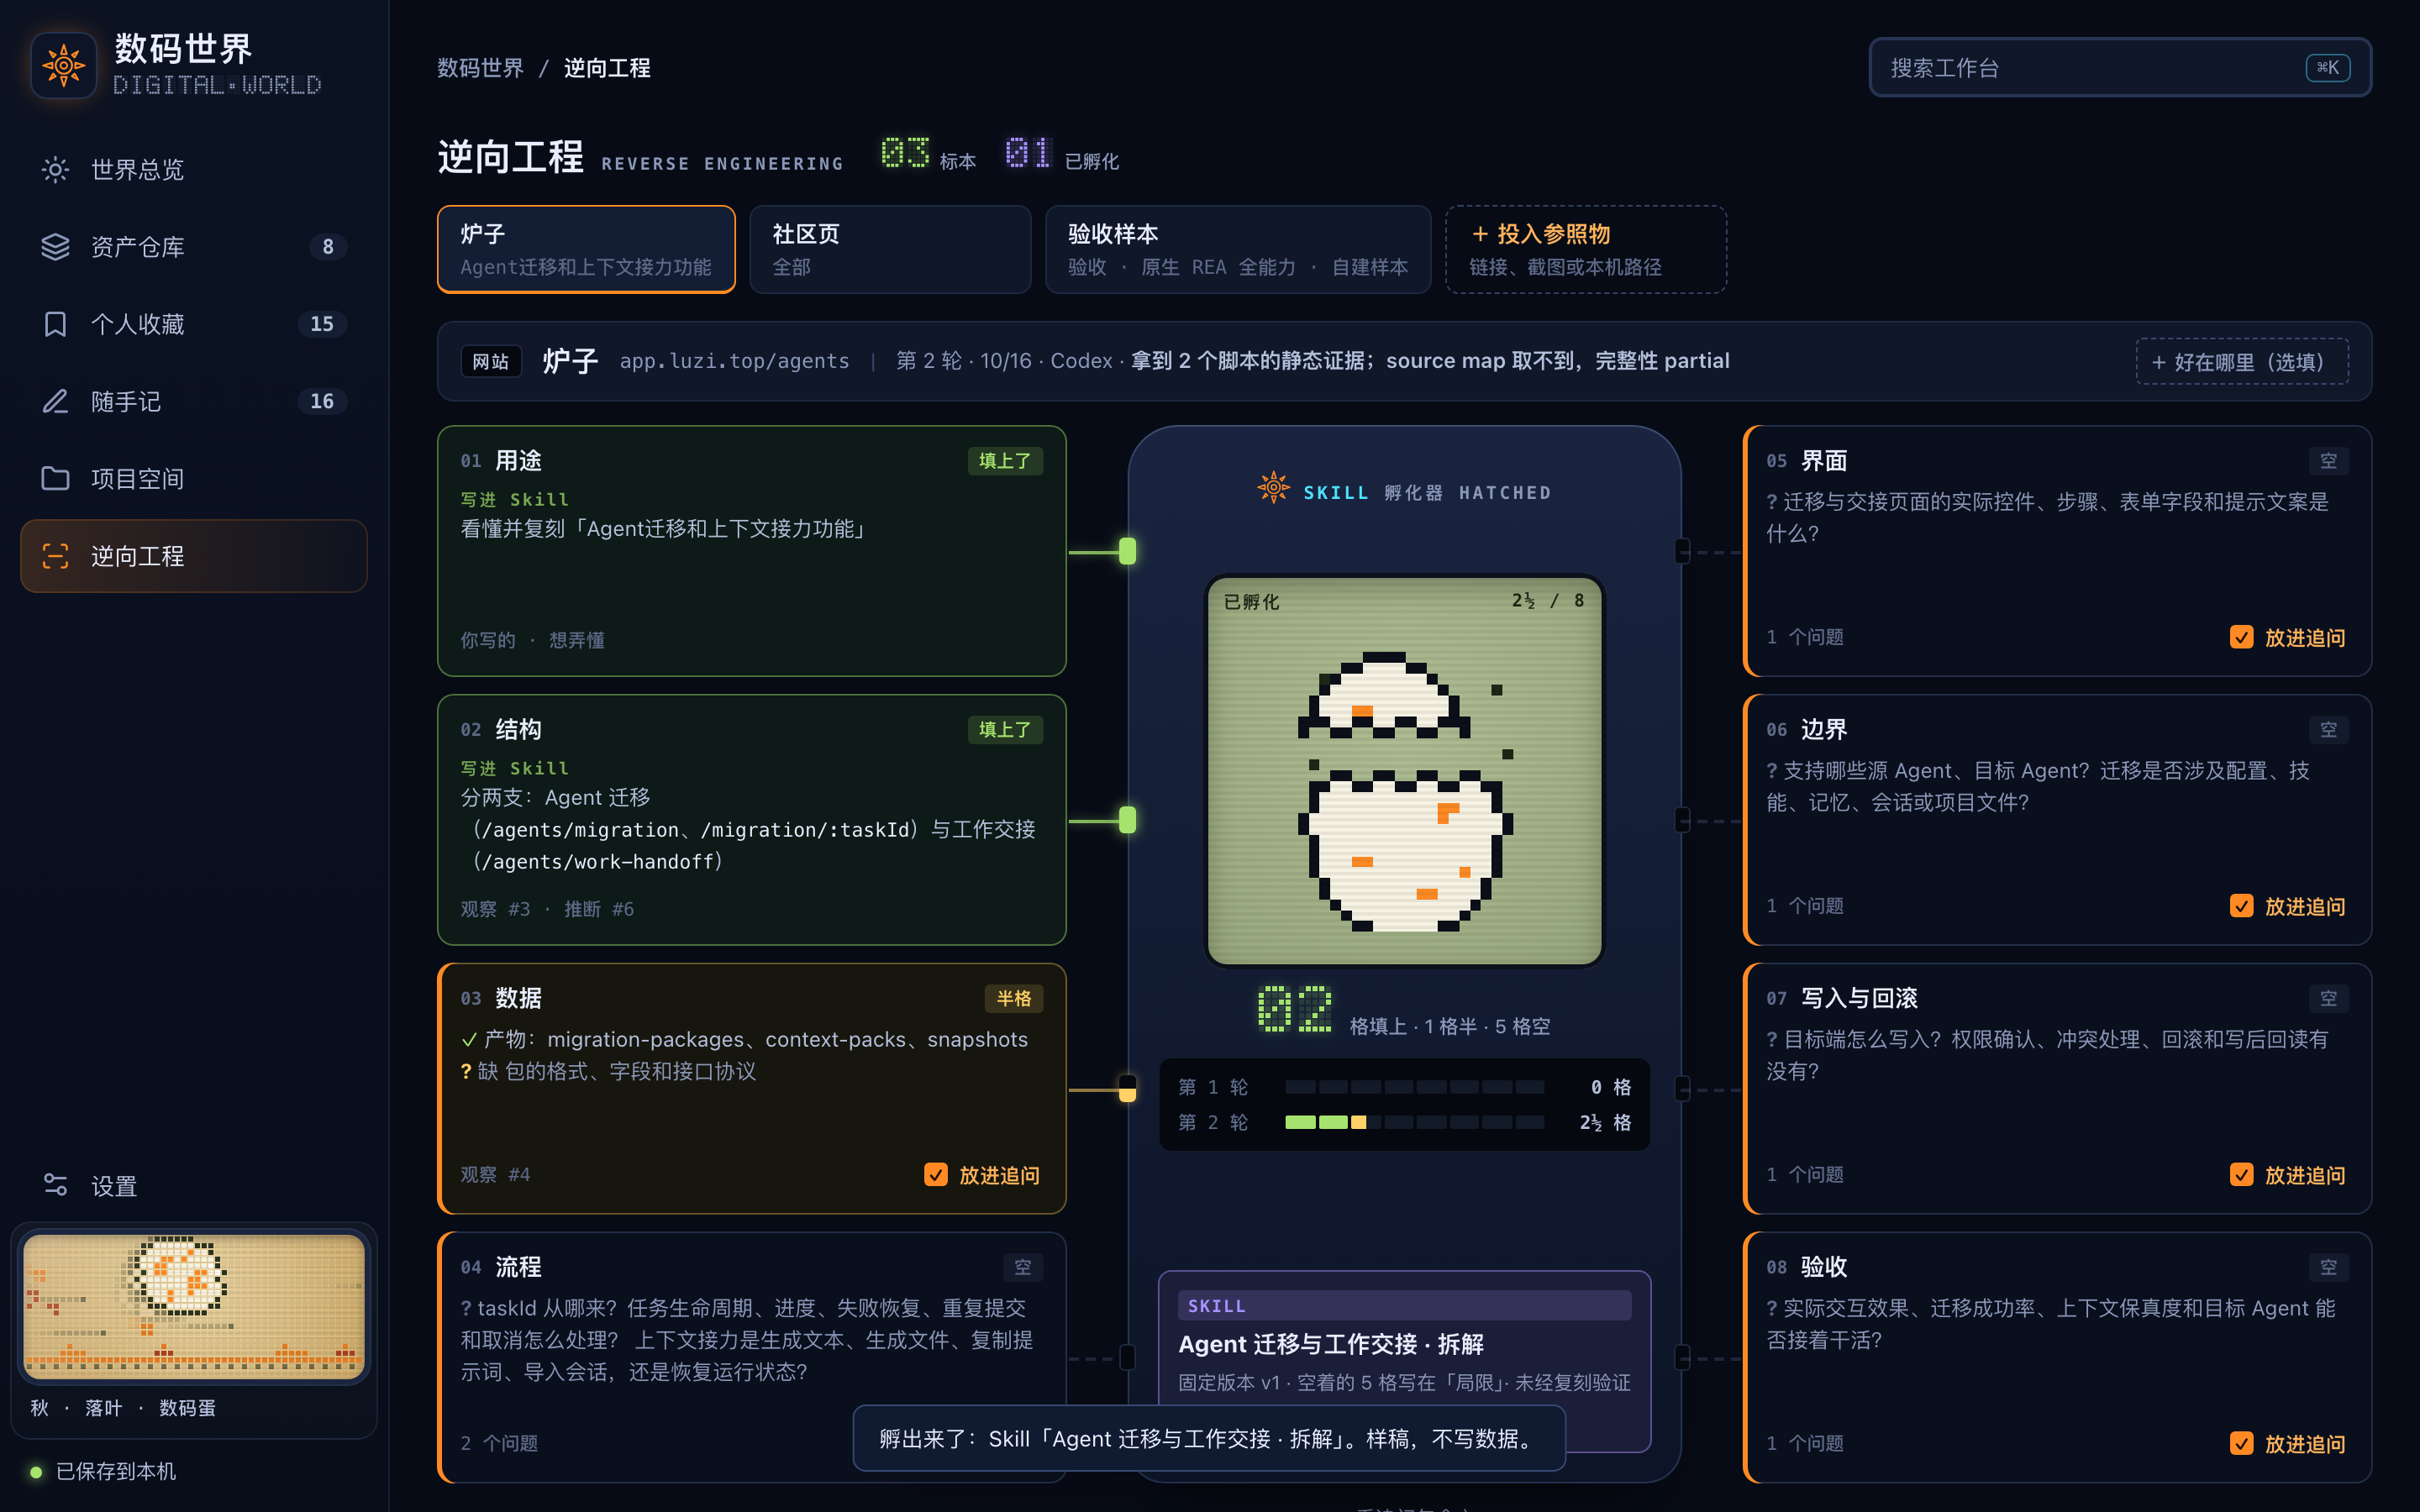 数码世界
DIGITAL·WORLD
世界总览
资产仓库 8
个人收藏 15
随手记 16
项目空间
逆向工程
设置
秋 · 落叶 · 数码蛋
已保存到本机
数码世界 / 逆向工程
搜索工作台 ⌘K
逆向工程 REVERSE ENGINEERING 03 标本 01 已孵化
炉子
Agent迁移和上下文接力功能
社区页
全部
验收样本
验收 · 原生 REA 全能力 · 自建样本
+ 投入参照物
链接、截图或本机路径
网站 炉子 app.luzi.top/agents | 第 2 轮 · 10/16 · Codex · 拿到 2 个脚本的静态证据；source map 取不到，完整性 partial
+ 好在哪里（选填）
01 用途 填上了
写进 Skill
看懂并复刻「Agent迁移和上下文接力功能」
你写的 · 想弄懂
02 结构 填上了
写进 Skill
分两支：Agent 迁移
（/agents/migration、/migration/:taskId）与工作交接
（/agents/work-handoff）
观察 #3 · 推断 #6
03 数据 半格
✓ 产物：migration-packages、context-packs、snapshots
? 缺 包的格式、字段和接口协议
观察 #4 放进追问
04 流程 空
? taskId 从哪来？任务生命周期、进度、失败恢复、重复提交
和取消怎么处理？ 上下文接力是生成文本、生成文件、复制提
示词、导入会话，还是恢复运行状态？
2 个问题
SKILL 孵化器 HATCHED
已孵化 2½ / 8
02 格填上 · 1 格半 · 5 格空
第 1 轮 0 格
第 2 轮 2½ 格
SKILL
Agent 迁移与工作交接 · 拆解
固定版本 v1 · 空着的 5 格写在「局限」· 未经复刻验证
孵出来了：Skill「Agent 迁移与工作交接 · 拆解」。样稿，不写数据。
05 界面 空
? 迁移与交接页面的实际控件、步骤、表单字段和提示文案是
什么？
1 个问题 放进追问
06 边界 空
? 支持哪些源 Agent、目标 Agent？迁移是否涉及配置、技
能、记忆、会话或项目文件？
1 个问题 放进追问
07 写入与回滚 空
? 目标端怎么写入？权限确认、冲突处理、回滚和写后回读有
没有？
1 个问题 放进追问
08 验收 空
? 实际交互效果、迁移成功率、上下文保真度和目标 Agent 能
否接着干活？
1 个问题 放进追问